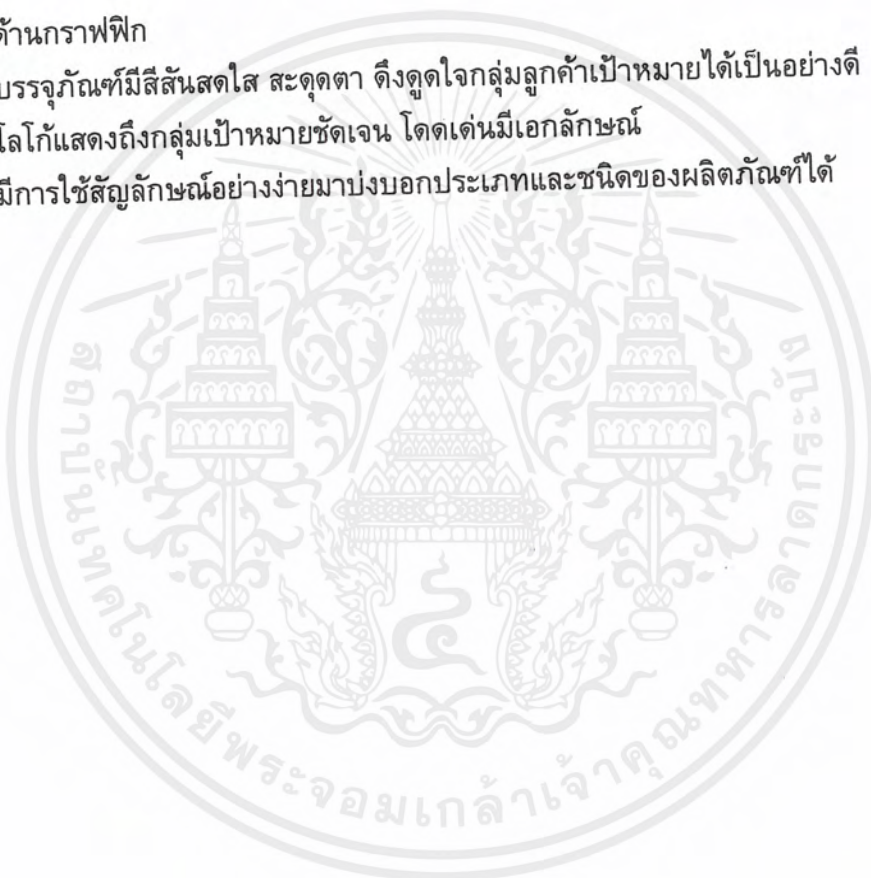 ด้านกราฟฟิก
บรรจุภัณฑ์มีสีสันสดใส สะดุดตา ดึงดูดใจกลุ่มลูกค้าเป้าหมายได้เป็นอย่างดี
โลโก้แสดงถึงกลุ่มเป้าหมายชัดเจน โดดเด่นมีเอกลักษณ์
มีการใช้สัญลักษณ์อย่างง่ายมาบ่งบอกประเภทและชนิดของผลิตภัณฑ์ได้
สถาบันเทคโนโลยีพระจอมเกล้าเจ้าคุณทหารลาดกระบัง
๔